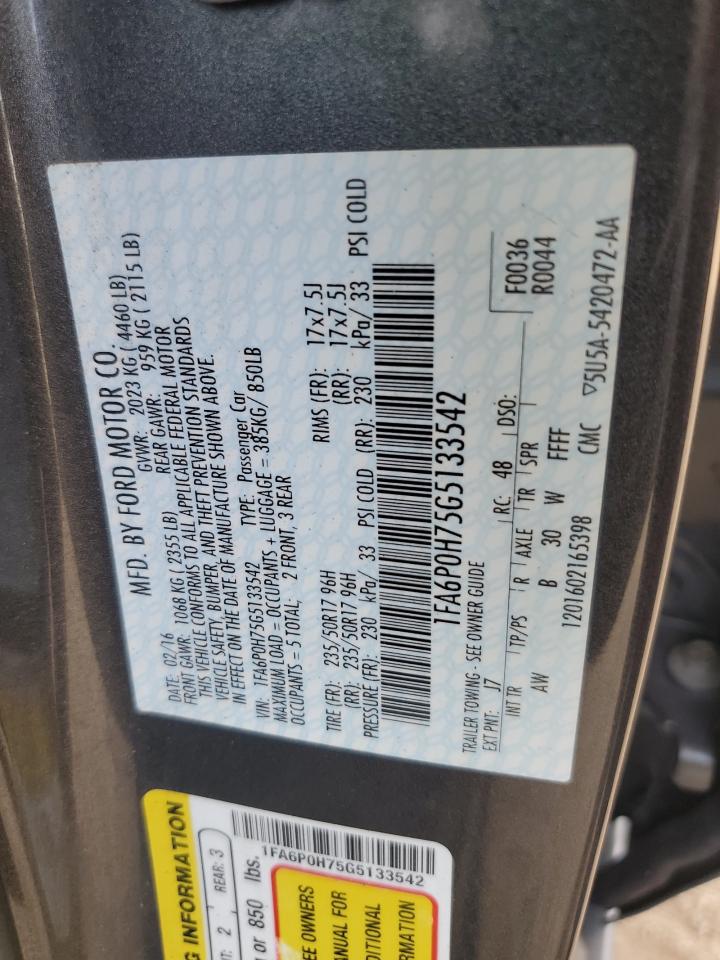 MFD. BY FORD MOTOR CO.
DATE: 02/16 GVWR: 2023 KG ( 4460 LB)
FRONT GAWR: 1068 KG ( 2355 LB) REAR GAWR: 959 KG ( 2115 LB)
THIS VEHICLE CONFORMS TO ALL APPLICABLE FEDERAL MOTOR
VEHICLE SAFETY, BUMPER, AND THEFT PREVENTION STANDARDS
IN EFFECT ON THE DATE OF MANUFACTURE SHOWN ABOVE.
VIN: 1FA6P0H75G5133542 TYPE: Passenger Car
MAXIMUM LOAD = OCCUPANTS + LUGGAGE = 385KG/850LB
OCCUPANTS = 5 TOTAL: 2 FRONT, 3 REAR
TIRE (FR): 235/50R17 96H RIMS (FR): 17x7.5J
(RR): 235/50R17 96H (RR): 17x7.5J
PRESSURE (FR): 230 kPa/ 33 PSI COLD (RR): 230 kPa/ 33 PSI COLD
1FA6P0H75G5133542
TRAILER TOWING - SEE OWNER GUIDE
EXT PNT: J7 RC: 48 DSO: F0036
R0044
INT TR TP/PS R AXLE TR SPR
AW B 30 W FFFF
1201602165398 CMC ▽5U5A-5420472-AA
G INFORMATION
2 REAR: 3
or 850 lbs.
1FA6P0H75G5133542
EE OWNERS
ANUAL FOR
DITIONAL
ORMATION